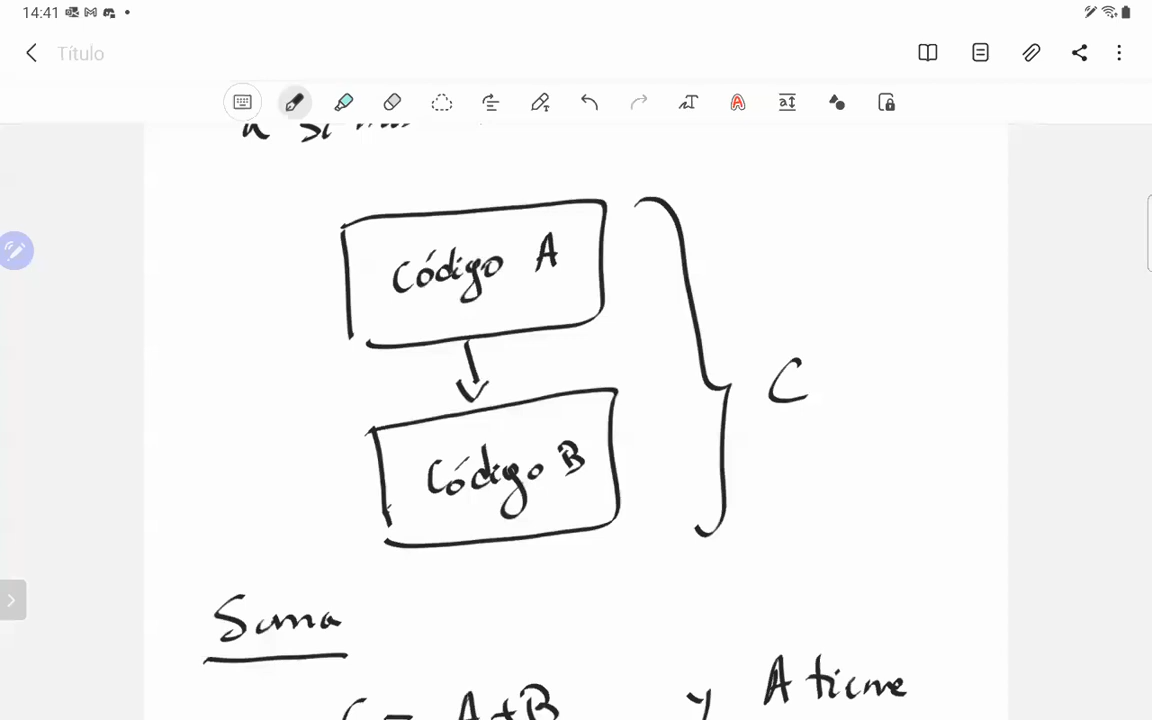 14:41
Título
Código A
C
Código B
Suma
C = A+B y A tiene